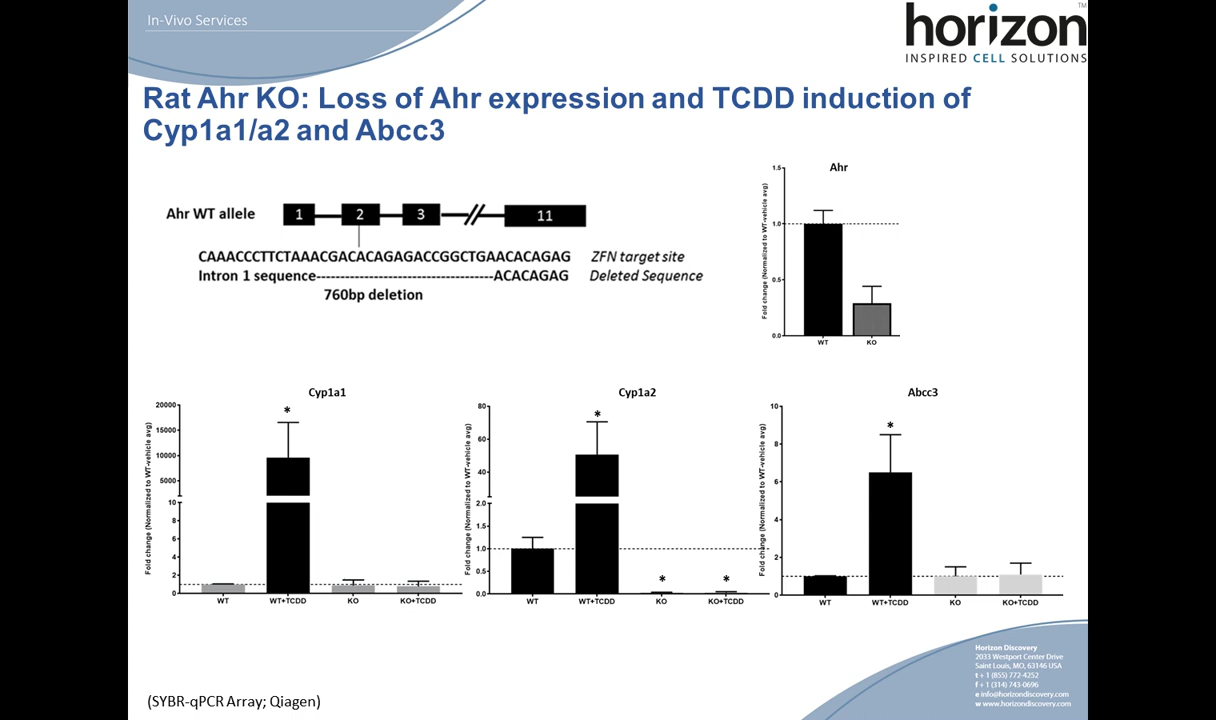 In-Vivo Services
horizon
TM
INSPIRED CELL SOLUTIONS
Rat Ahr KO: Loss of Ahr expression and TCDD induction of
Cyp1a1/a2 and Abcc3
Ahr WT allele 1 2 3 11
CAAACCCTTCTAAACGACACAGAGACCGGCTGAACACAGAG ZFN target site
Intron 1 sequence------------------------------------ACACAGAG Deleted Sequence
760bp deletion
Ahr
Fold change (Normalized to WT-vehicle avg)
1.5
1.0
0.5
0.0
WT KO
Cyp1a1
Fold change (Normalized to WT-vehicle avg)
20000
15000
10000
5000
10
8
6
4
2
0
*
WT WT+TCDD KO KO+TCDD
Cyp1a2
Fold change (Normalized to WT-vehicle avg)
80
60
40
2.0
1.5
1.0
0.5
0.0
*
* *
WT WT+TCDD KO KO+TCDD
Abcc3
Fold change (Normalized to WT-vehicle avg)
10
8
6
4
2
0
*
WT WT+TCDD KO KO+TCDD
(SYBR-qPCR Array; Qiagen)
Horizon Discovery
2033 Westport Center Drive
Saint Louis, MO, 63146 USA
t + 1 (855) 772-4252
f + 1 (314) 743-0696
e info@horizondiscovery.com
w www.horizondiscovery.com